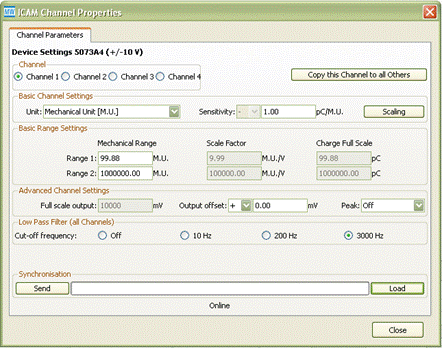 ICAM Channel Properties
Channel Parameters
Device Settings 5073A4 (+/-10 V)
Channel
Channel 1 Channel 2 Channel 3 Channel 4 Copy this Channel to all Others
Basic Channel Settings
Unit: Mechanical Unit [M.U.] Sensitivity: - 1.00 pC/M.U. Scaling
Basic Range Settings
Mechanical Range Scale Factor Charge Full Scale
Range 1: 99.88 M.U. 9.99 M.U./V 99.88 pC
Range 2: 1000000.00 M.U. 100000.00 M.U./V 1000000.00 pC
Advanced Channel Settings
Full scale output: 10000 mV Output offset: + 0.00 mV Peak: Off
Low Pass Filter (all Channels)
Cut-off frequency: Off 10 Hz 200 Hz 3000 Hz
Synchronisation
Send Load
Online
Close